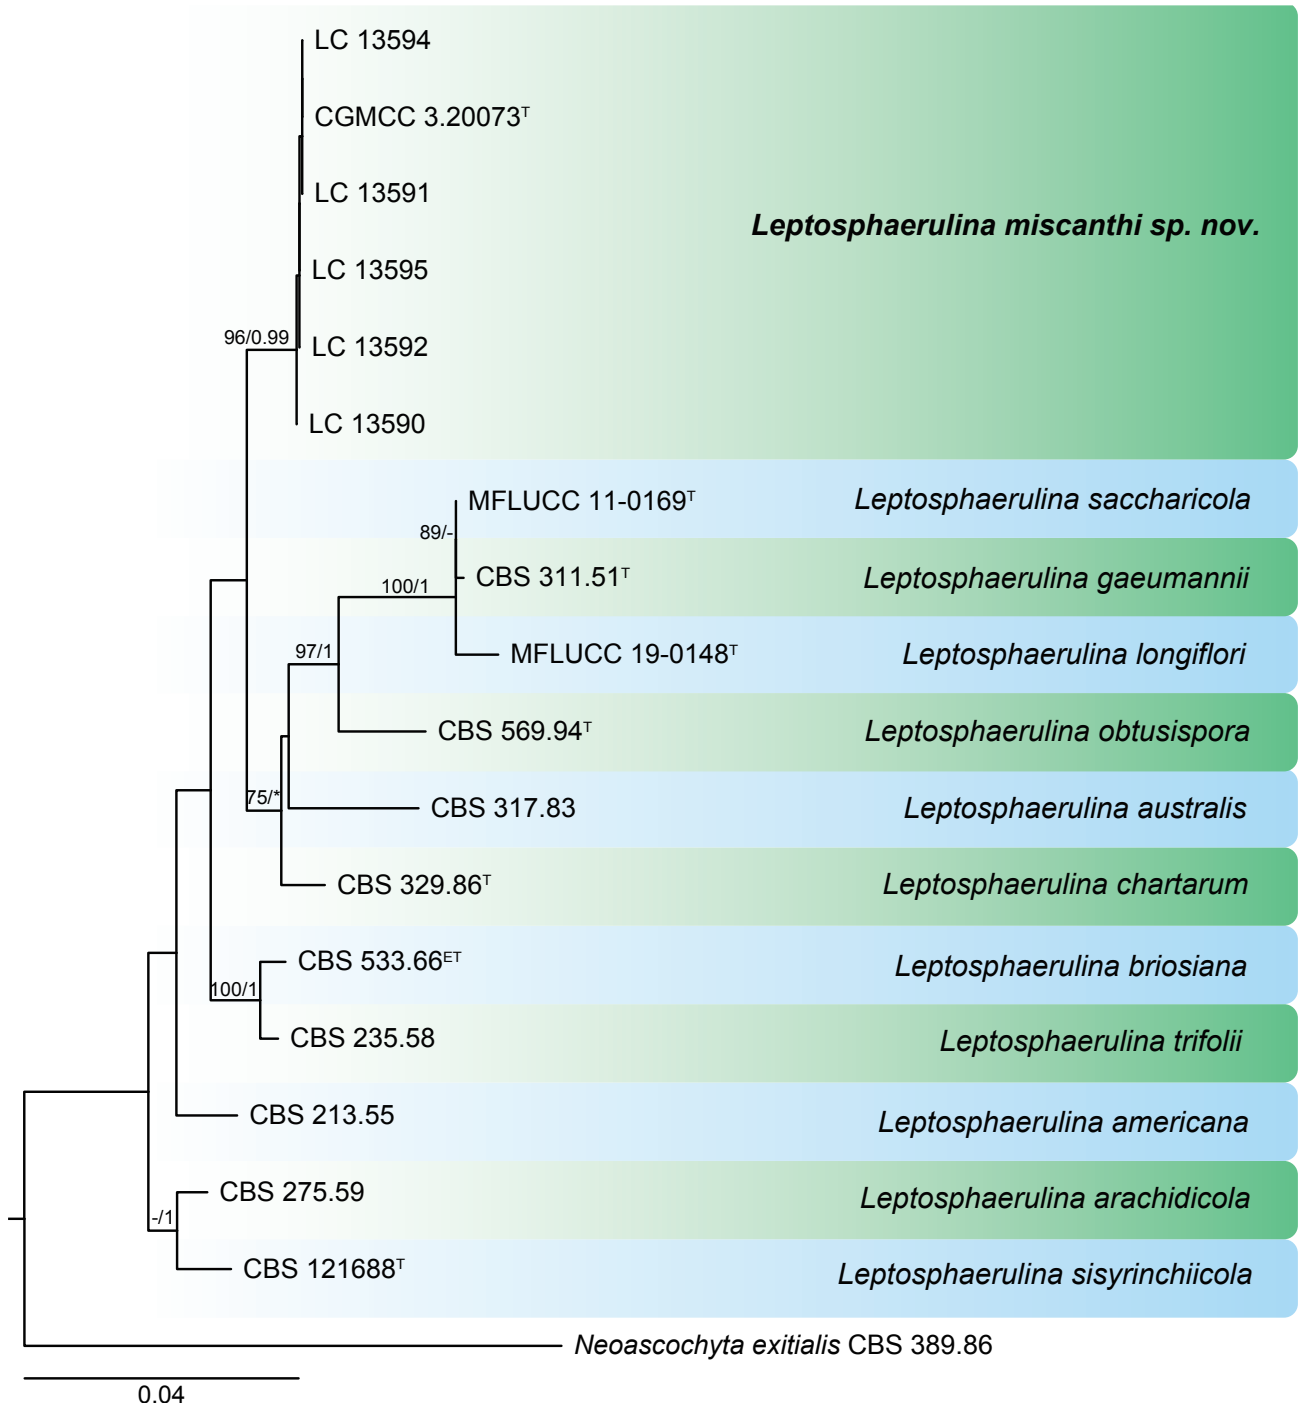 LC 13594
CGMCC 3.20073ᵀ
LC 13591
Leptosphaerulina miscanthi sp. nov.
LC 13595
96/0.99
LC 13592
LC 13590
MFLUCC 11-0169ᵀ Leptosphaerulina saccharicola
89/-
CBS 311.51ᵀ Leptosphaerulina gaeumannii
100/1
MFLUCC 19-0148ᵀ Leptosphaerulina longiflori
97/1
CBS 569.94ᵀ Leptosphaerulina obtusispora
75/*
CBS 317.83 Leptosphaerulina australis
CBS 329.86ᵀ Leptosphaerulina chartarum
CBS 533.66ᴱᵀ Leptosphaerulina briosiana
100/1
CBS 235.58 Leptosphaerulina trifolii
CBS 213.55 Leptosphaerulina americana
CBS 275.59 Leptosphaerulina arachidicola
-/1
CBS 121688ᵀ Leptosphaerulina sisyrinchiicola
Neoascochyta exitialis CBS 389.86
0.04